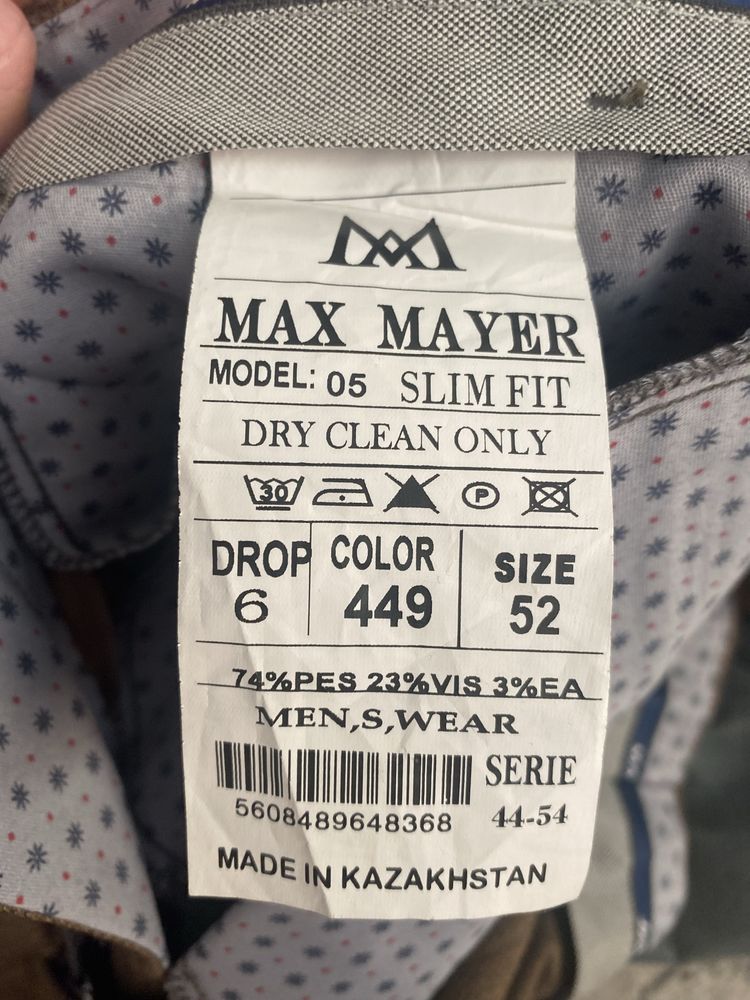 MAX MAYER
MODEL: 05 SLIM FIT
DRY CLEAN ONLY
30 P
DROP COLOR SIZE
6 449 52
74%PES 23%VIS 3%EA
MEN,S,WEAR
SERIE
5608489648368 44-54
MADE IN KAZAKHSTAN